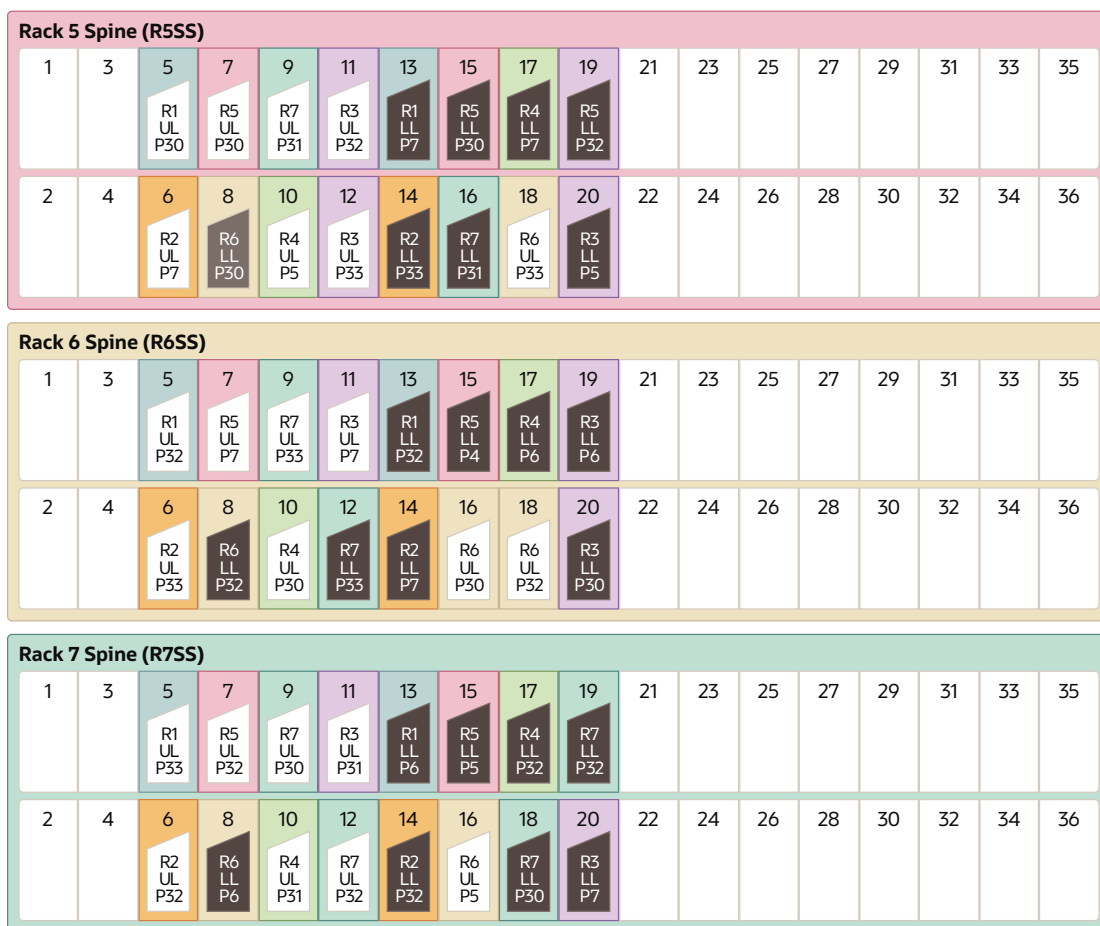 Rack 5 Spine (R5SS)
1 3 5 7 9 11 13 15 17 19 21 23 25 27 29 31 33 35
R1 R5 R7 R3 R1 R5 R4 R5
UL UL UL UL LL LL LL LL
P30 P30 P31 P32 P7 P30 P7 P32
2 4 6 8 10 12 14 16 18 20 22 24 26 28 30 32 34 36
R2 R6 R4 R3 R2 R7 R6 R3
UL LL UL UL LL LL UL LL
P7 P30 P5 P33 P33 P31 P33 P5
Rack 6 Spine (R6SS)
1 3 5 7 9 11 13 15 17 19 21 23 25 27 29 31 33 35
R1 R5 R7 R3 R1 R5 R4 R3
UL UL UL UL LL LL LL LL
P32 P7 P33 P7 P32 P4 P6 P6
2 4 6 8 10 12 14 16 18 20 22 24 26 28 30 32 34 36
R2 R6 R4 R7 R2 R6 R6 R3
UL LL UL LL LL UL UL LL
P33 P32 P30 P33 P7 P30 P32 P30
Rack 7 Spine (R7SS)
1 3 5 7 9 11 13 15 17 19 21 23 25 27 29 31 33 35
R1 R5 R7 R3 R1 R5 R4 R7
UL UL UL UL LL LL LL LL
P33 P32 P30 P31 P6 P5 P32 P32
2 4 6 8 10 12 14 16 18 20 22 24 26 28 30 32 34 36
R2 R6 R4 R7 R2 R6 R7 R3
UL LL UL UL LL UL LL LL
P32 P6 P31 P32 P32 P5 P30 P7